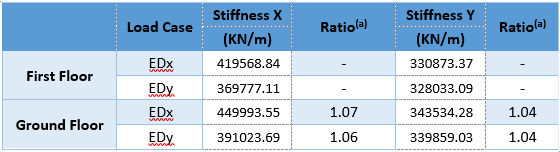 Load Case Stiffness X (KN/m) Ratio(a) Stiffness Y (KN/m) Ratio(a)
First Floor
EDx 419568.84 - 330873.37 -
EDy 369777.11 - 328033.09 -
Ground Floor
EDx 449993.55 1.07 343534.28 1.04
EDy 391023.69 1.06 339859.03 1.04